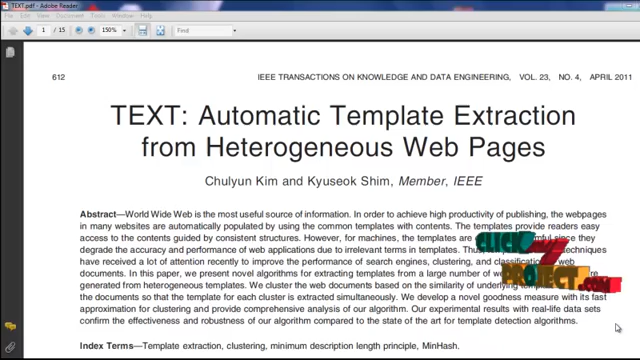 TEXT.pdf - Adobe Reader
File Edit View Document Tools Window Help
1 / 15 150% Find
612 IEEE TRANSACTIONS ON KNOWLEDGE AND DATA ENGINEERING, VOL. 23, NO. 4, APRIL 2011
TEXT: Automatic Template Extraction
from Heterogeneous Web Pages
Chulyun Kim and Kyuseok Shim, Member, IEEE
Abstract—World Wide Web is the most useful source of information. In order to achieve high productivity of publishing, the webpages
in many websites are automatically populated by using the common templates with contents. The templates provide readers easy
access to the contents guided by consistent structures. However, for machines, the templates are since they
degrade the accuracy and performance of web applications due to irrelevant terms in templates. techniques
have received a lot of attention recently to improve the performance of search engines, clustering, and web
documents. In this paper, we present novel algorithms for extracting templates from a large number of
generated from heterogeneous templates. We cluster the web documents based on the similarity of underlying
the documents so that the template for each cluster is extracted simultaneously. We develop a novel goodness measure with its fast
approximation for clustering and provide comprehensive analysis of our algorithm. Our experimental results with real-life data sets
confirm the effectiveness and robustness of our algorithm compared to the state of the art for template detection algorithms.
Index Terms—Template extraction, clustering, minimum description length principle, MinHash.
CLICK
PROJECT.COM